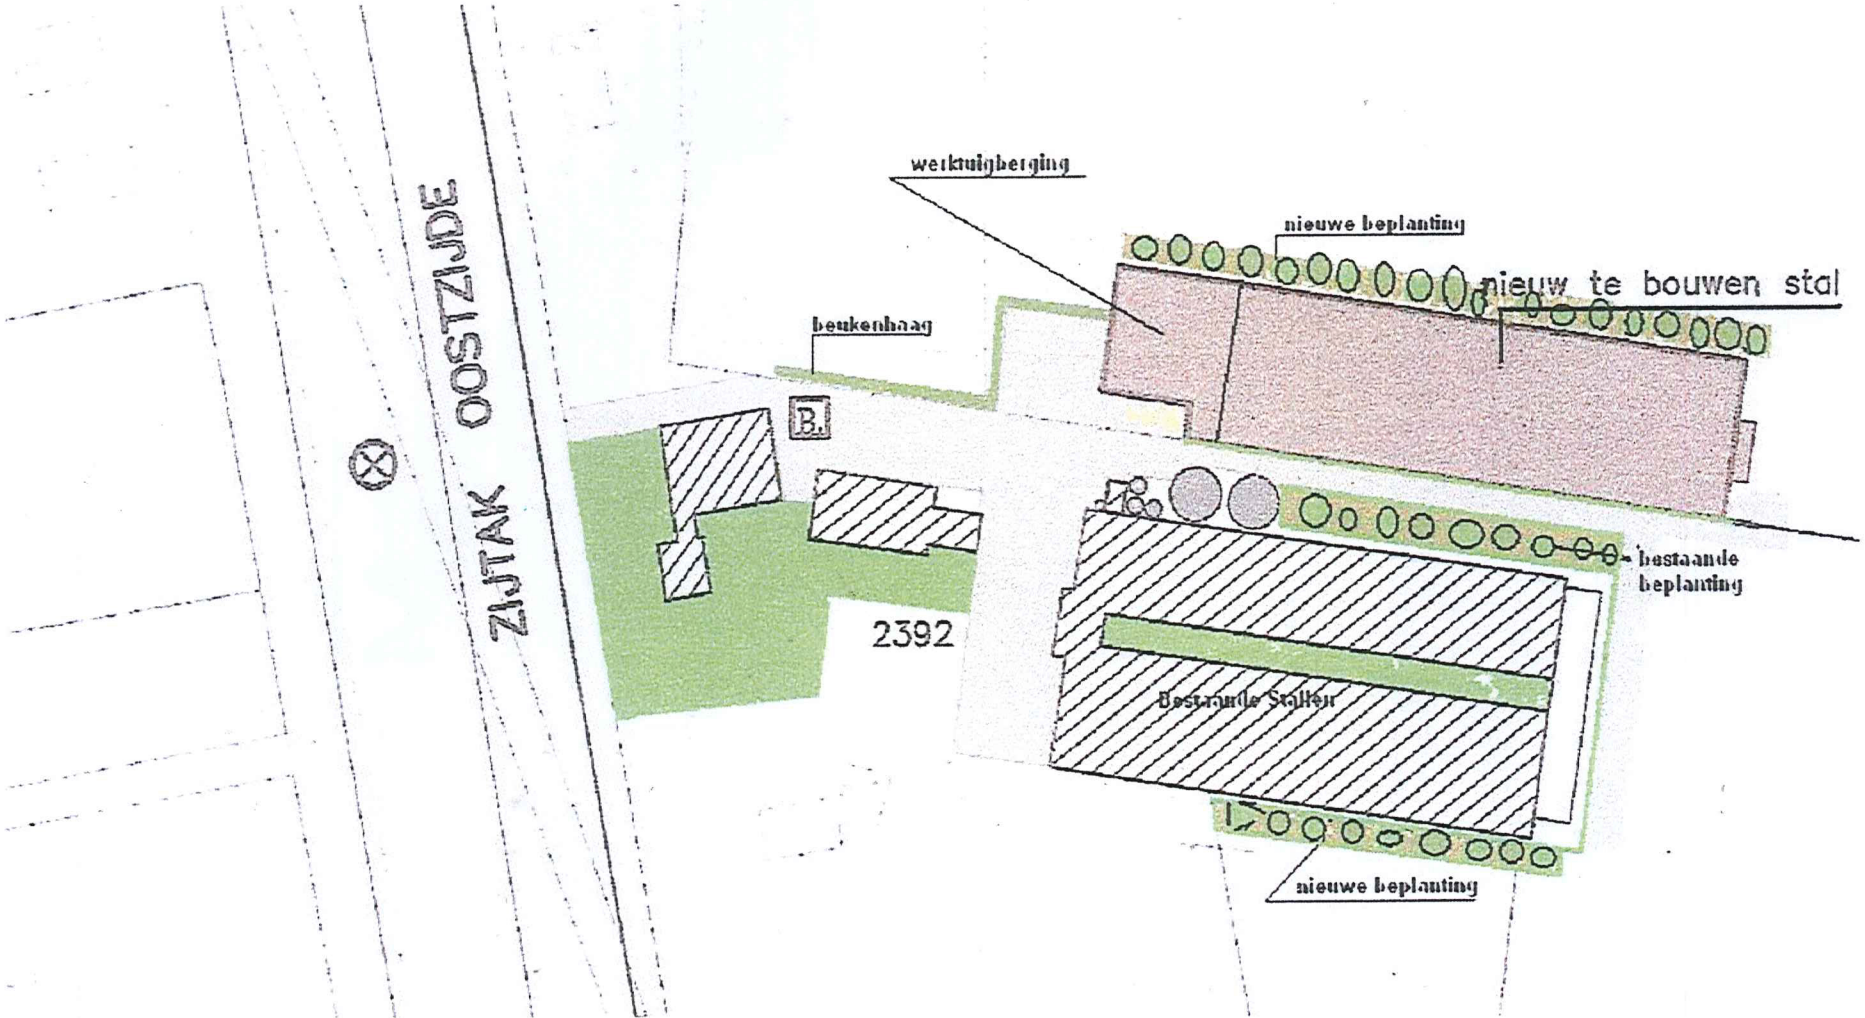 werktuigberging
nieuwe beplanting
nieuw te bouwen stal
beukenhaag
B.
ZIJTAK OOSTZIJDE
bestaande
beplanting
2392
Bestaande Stallen
nieuwe beplanting